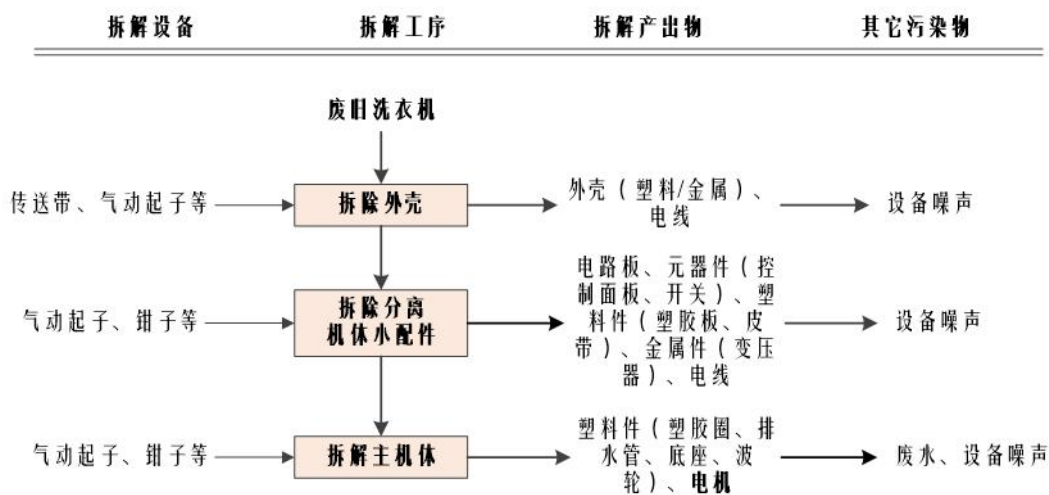 拆解设备 拆解工序 拆解产出物 其它污染物
废旧洗衣机
传送带、气动起子等 拆除外壳 外壳（塑料/金属）、
电线 设备噪声
气动起子、钳子等 拆除分离
机体小配件 电路板、元器件（控
制面板、开关）、塑
料件（塑胶板、皮
带）、金属件（变压
器）、电线 设备噪声
气动起子、钳子等 拆解主机体 塑料件（塑胶圈、排
水管、底座、波
轮）、电机 废水、设备噪声